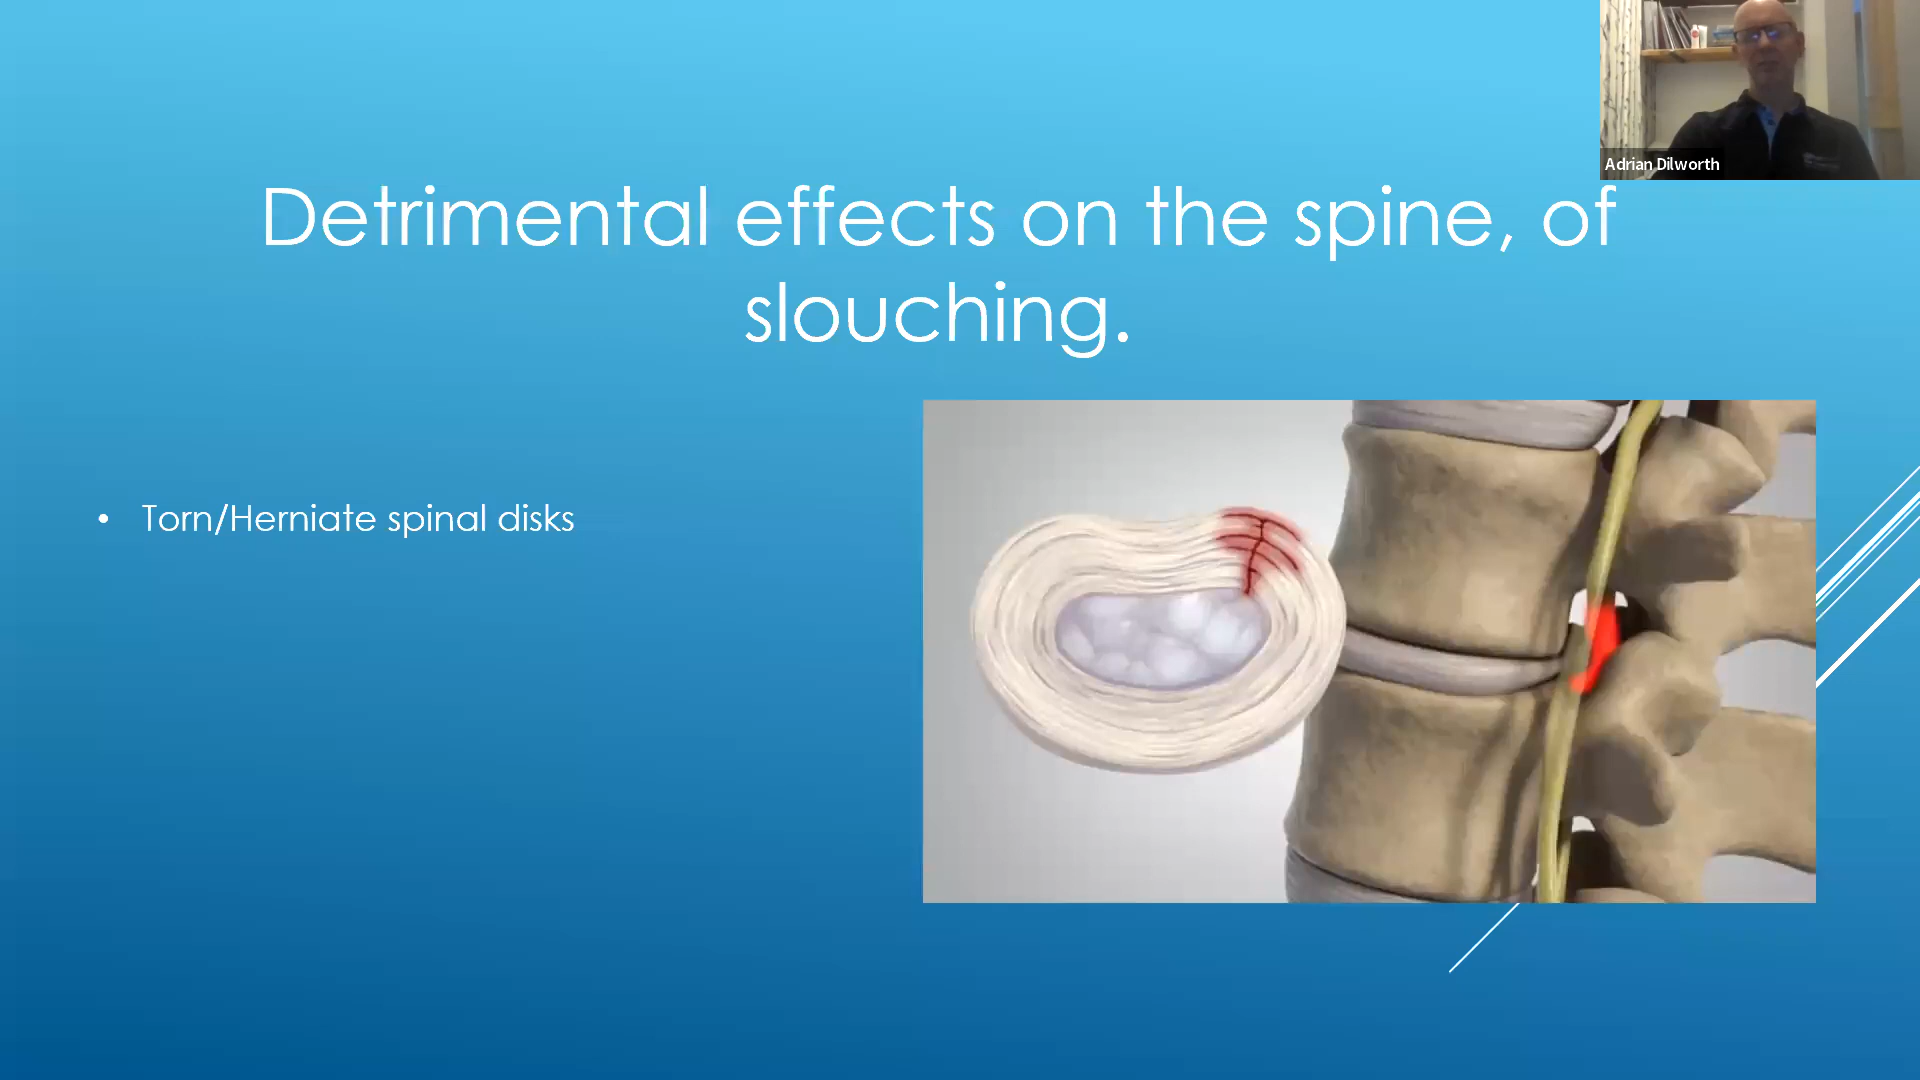 Adrian Dilworth
Detrimental effects on the spine, of
slouching.
• Torn/Herniate spinal disks